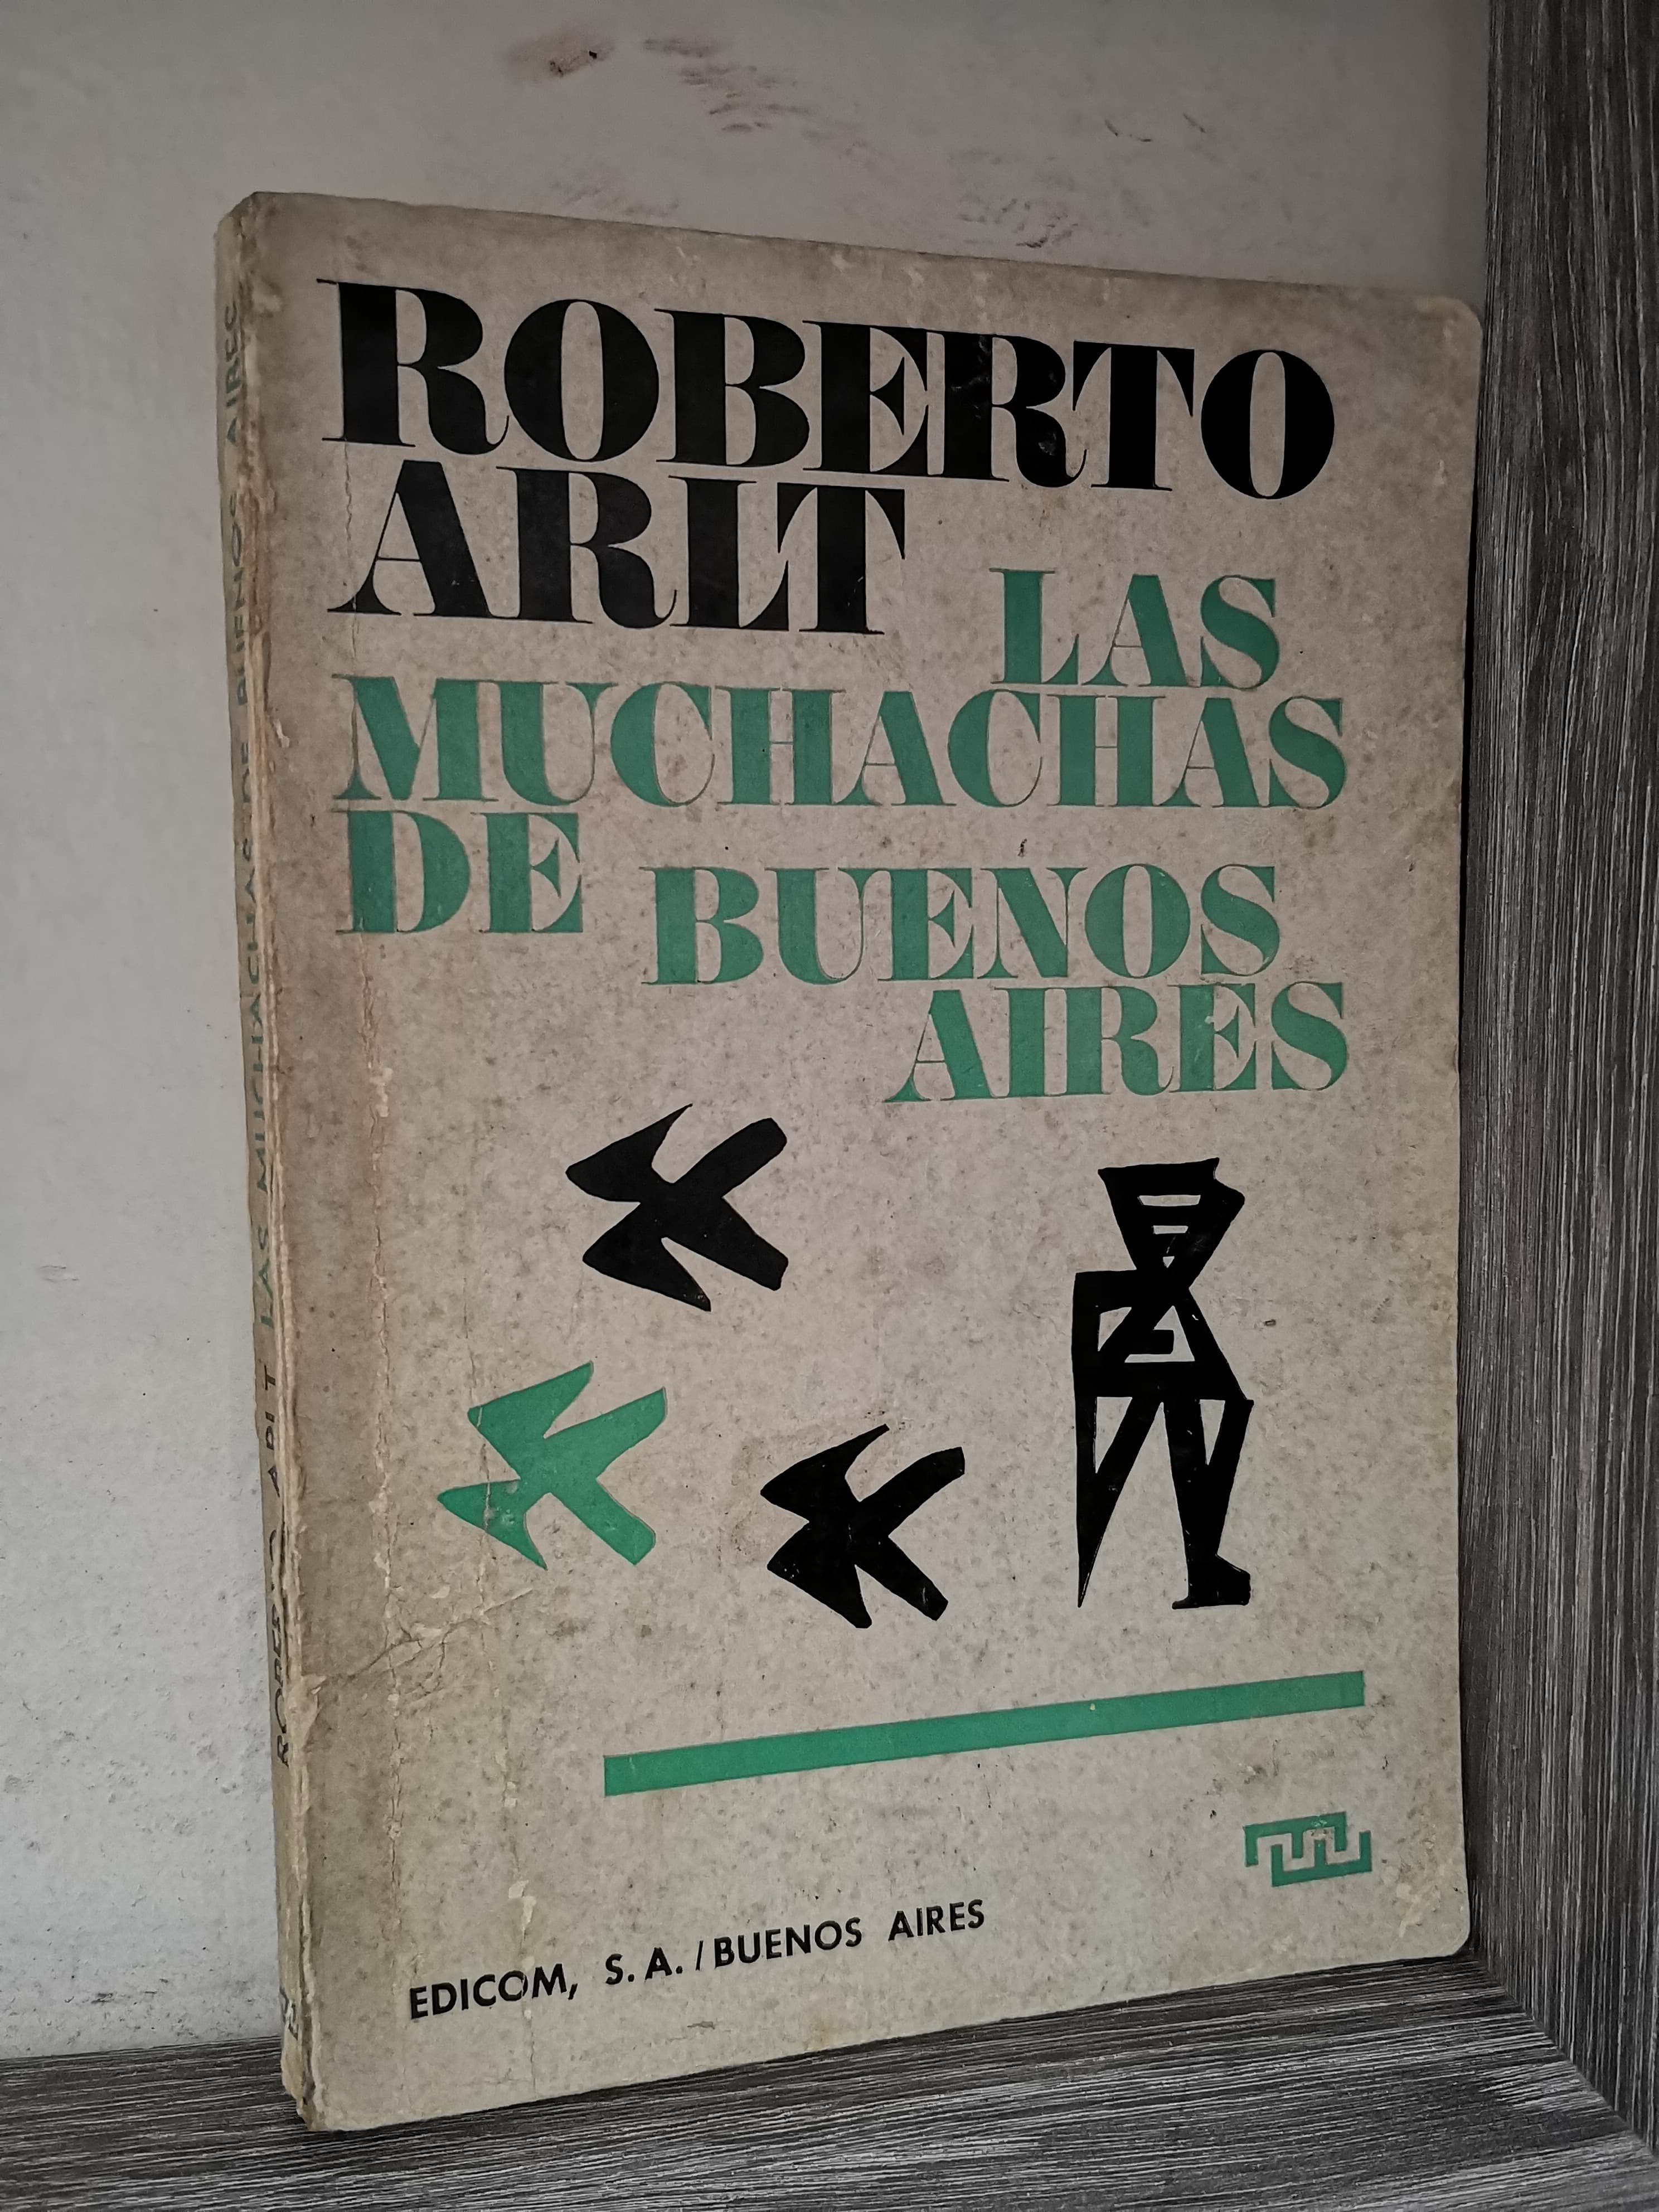 ROBERTO
ARLT
LAS
MUCHACHAS
DE BUENOS
AIRES
EDICOM, S.A./BUENOS AIRES
ROBERTO ARLT LAS MUCHACHAS DE BUENOS AIRES